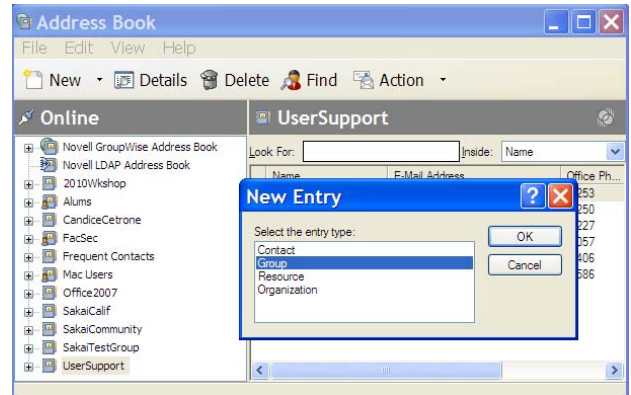 Address Book
File Edit View Help
New Details Delete Find Action
Online
UserSupport
Novell GroupWise Address Book
Novell LDAP Address Book
2010Wkshop
Alums
CandiceCetrone
FacSec
Frequent Contacts
Mac Users
Office2007
SakaiCalif
SakaiCommunity
SakaiTestGroup
UserSupport
Look For: Inside: Name
Name E-Mail Address Office Ph...
New Entry
Select the entry type:
Contact
Group
Resource
Organization
OK
Cancel
253
250
227
057
406
586